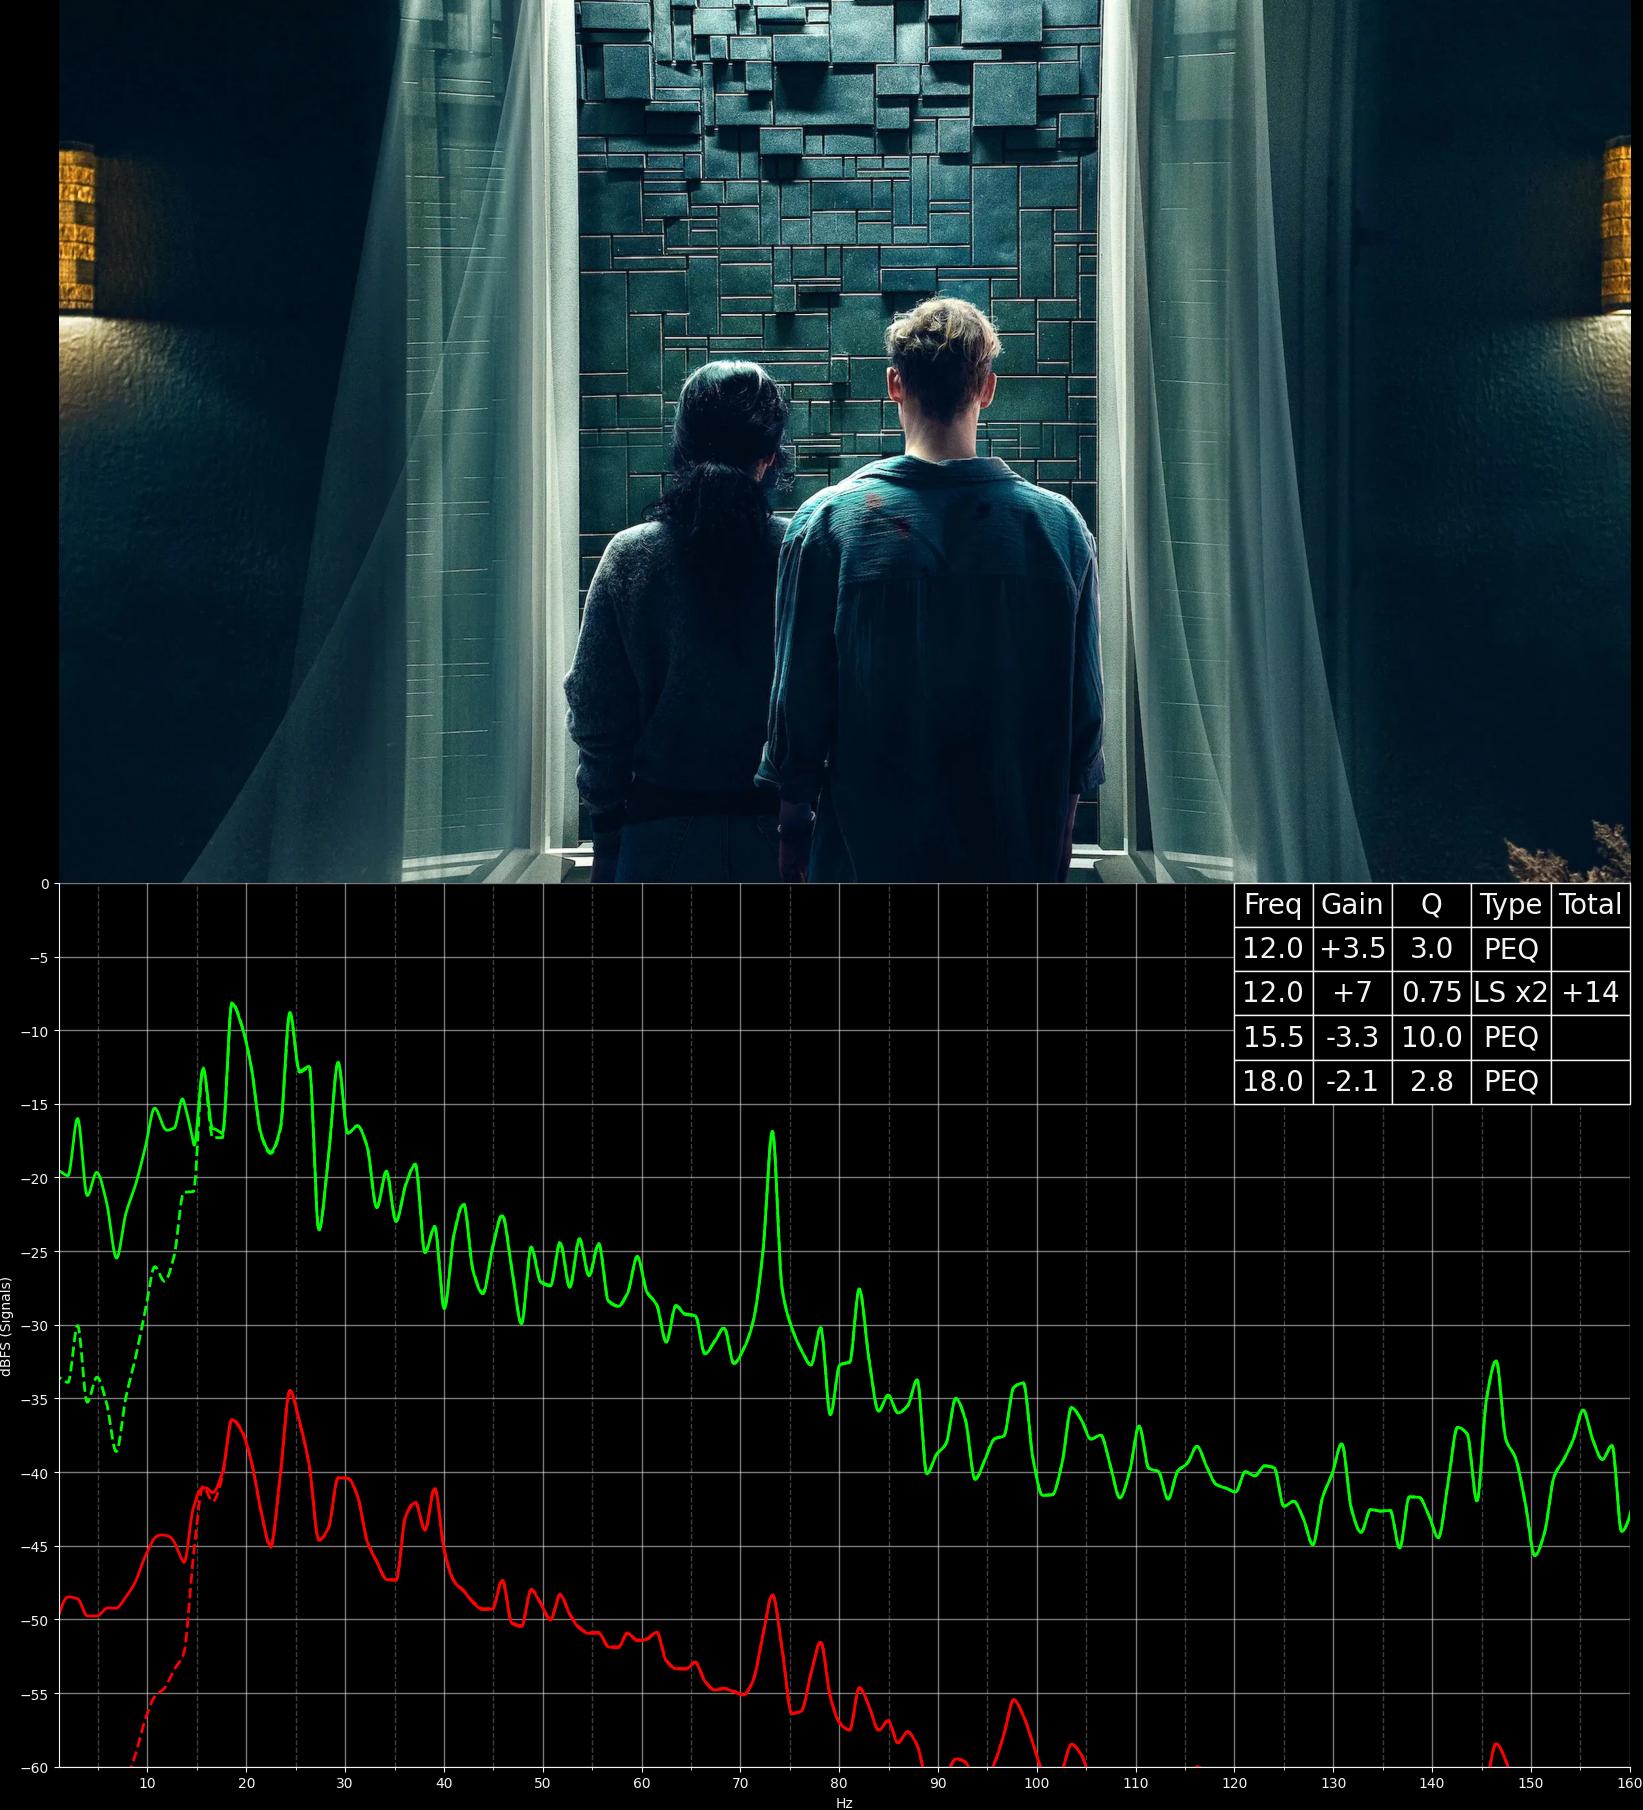 Freq Gain Q Type Total
12.0 +3.5 3.0 PEQ
12.0 +7 0.75 LS x2 +14
15.5 -3.3 10.0 PEQ
18.0 -2.1 2.8 PEQ
0
−5
−10
−15
−20
−25
−30
−35
−40
−45
−50
−55
−60
dBFS (Signals)
10 20 30 40 50 60 70 80 90 100 110 120 130 140 150 160
Hz